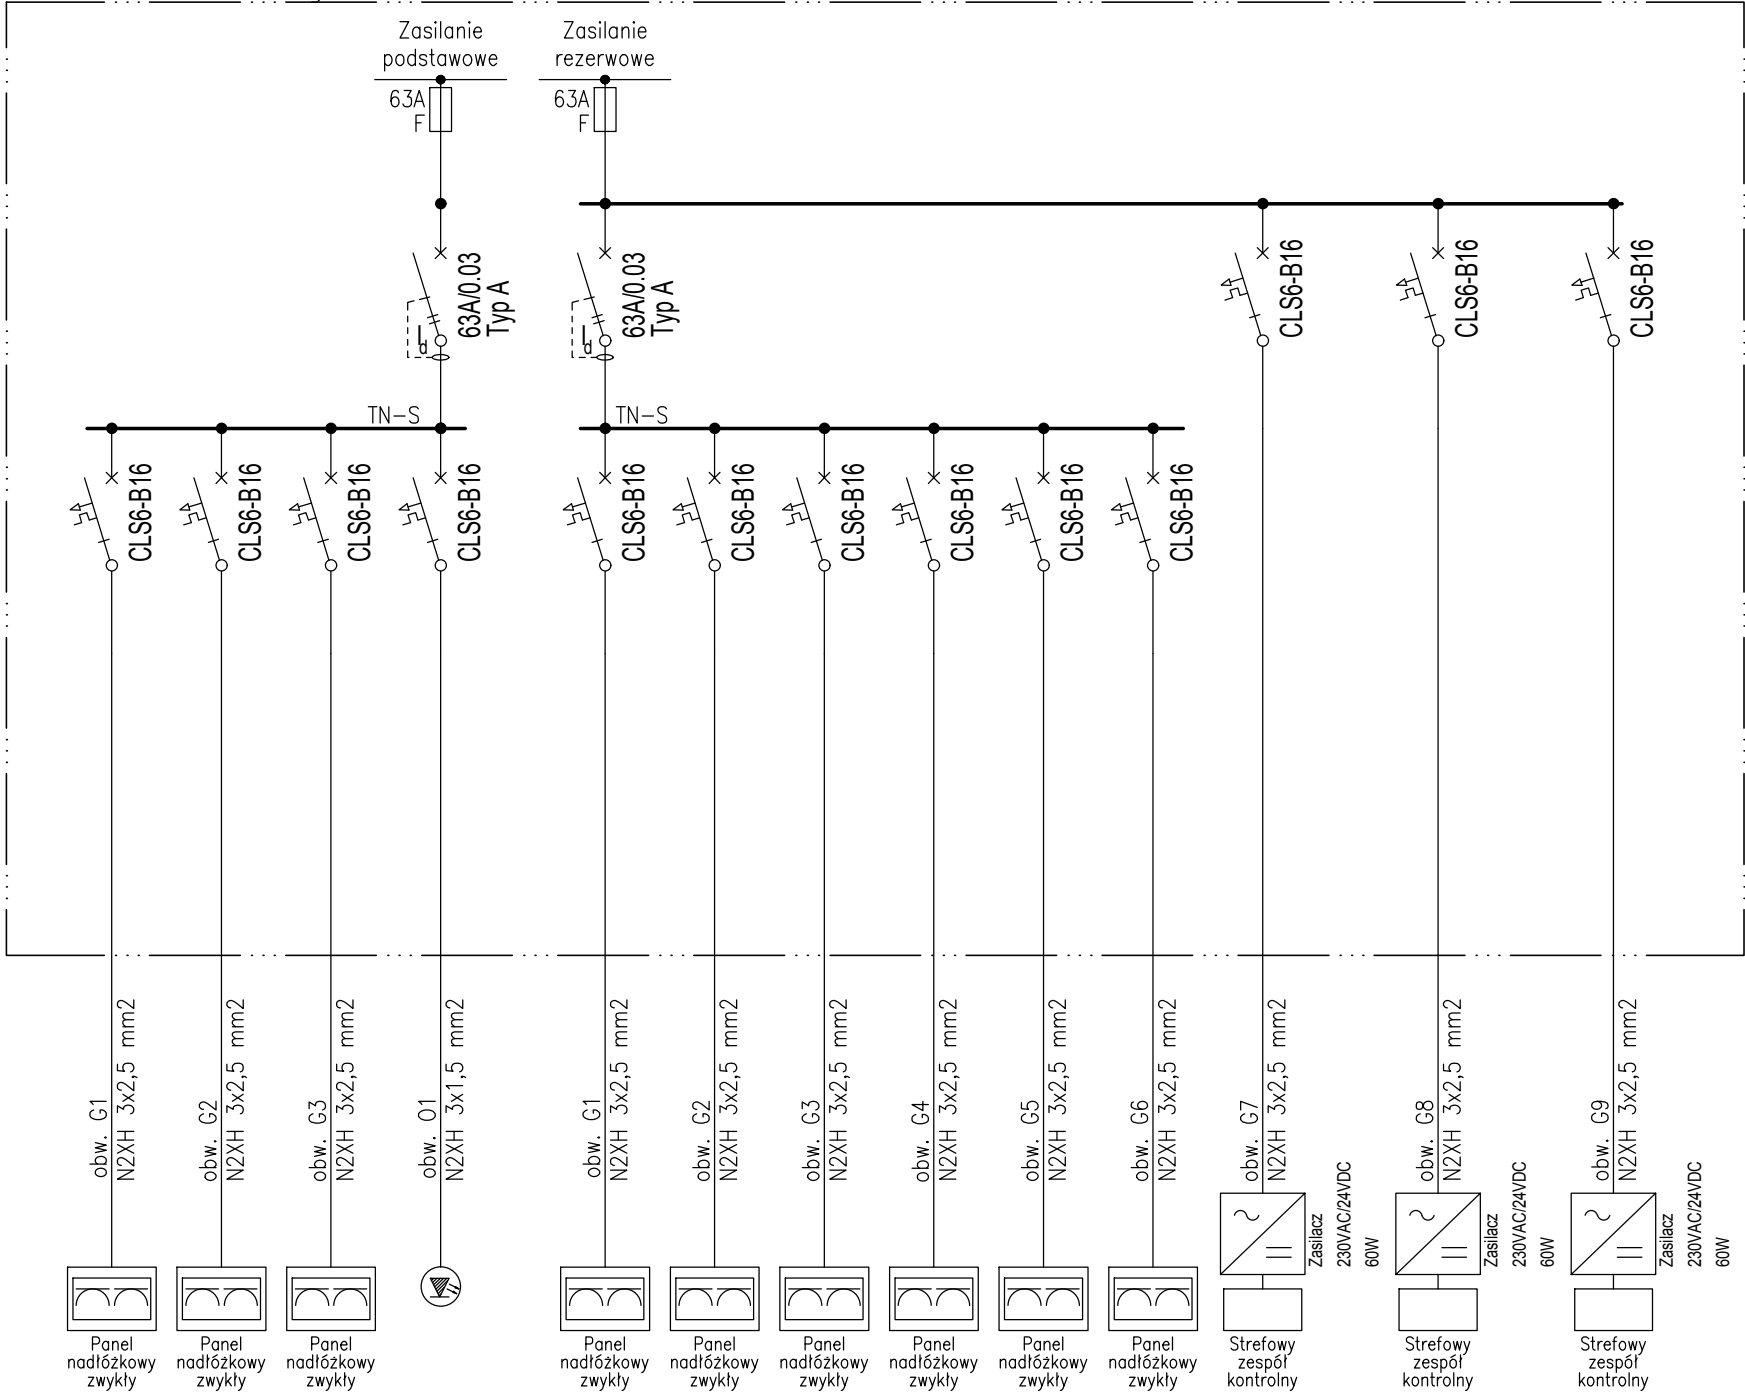 Zasilanie
podstawowe
63A
F
Zasilanie
rezerwowe
63A
F
63A/0.03
Typ A
Id
63A/0.03
Typ A
Id
CLS6-B16
CLS6-B16
CLS6-B16
TN-S
TN-S
CLS6-B16
CLS6-B16
CLS6-B16
CLS6-B16
CLS6-B16
CLS6-B16
CLS6-B16
CLS6-B16
CLS6-B16
CLS6-B16
obw. G1
N2XH 3x2,5 mm2
obw. G2
N2XH 3x2,5 mm2
obw. G3
N2XH 3x2,5 mm2
obw. O1
N2XH 3x1,5 mm2
obw. G1
N2XH 3x2,5 mm2
obw. G2
N2XH 3x2,5 mm2
obw. G3
N2XH 3x2,5 mm2
obw. G4
N2XH 3x2,5 mm2
obw. G5
N2XH 3x2,5 mm2
obw. G6
N2XH 3x2,5 mm2
obw. G7
N2XH 3x2,5 mm2
obw. G8
N2XH 3x2,5 mm2
obw. G9
N2XH 3x2,5 mm2
Zasilacz
230VAC/24VDC
60W
Zasilacz
230VAC/24VDC
60W
Zasilacz
230VAC/24VDC
60W
Panel
nadłóżkowy
zwykły
Panel
nadłóżkowy
zwykły
Panel
nadłóżkowy
zwykły
Panel
nadłóżkowy
zwykły
Panel
nadłóżkowy
zwykły
Panel
nadłóżkowy
zwykły
Panel
nadłóżkowy
zwykły
Panel
nadłóżkowy
zwykły
Panel
nadłóżkowy
zwykły
Strefowy
zespół
kontrolny
Strefowy
zespół
kontrolny
Strefowy
zespół
kontrolny